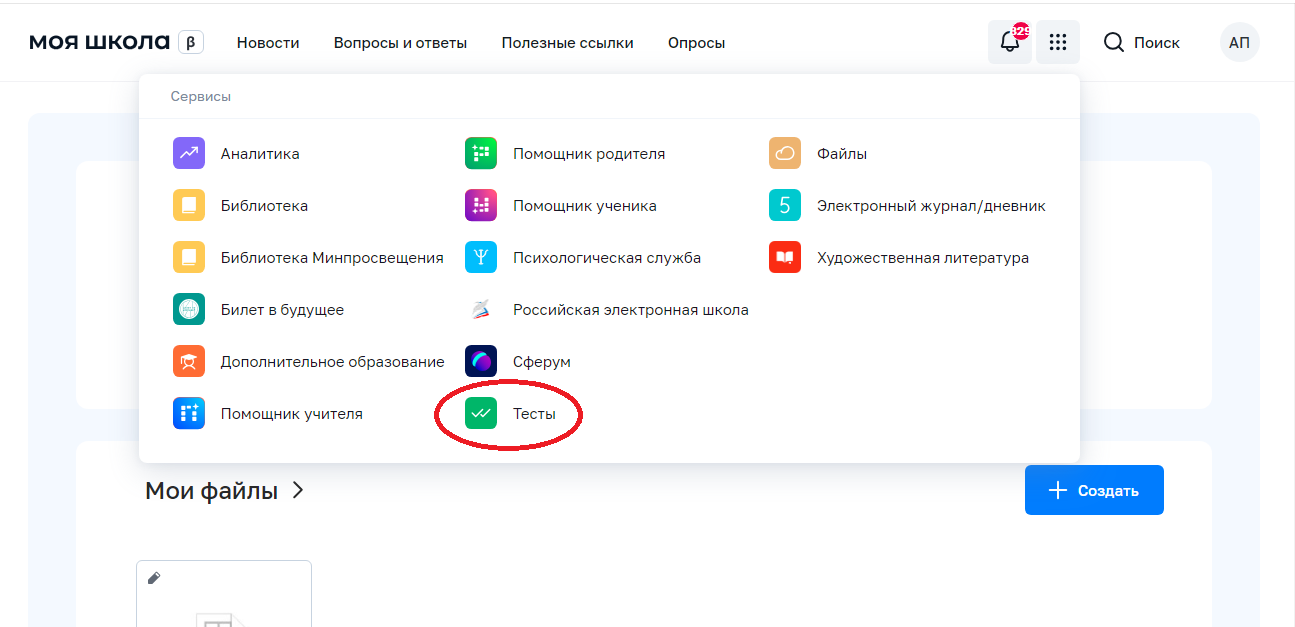 моя школа β Новости Вопросы и ответы Полезные ссылки Опросы 329 Поиск АП
Сервисы
Аналитика Помощник родителя Файлы
Библиотека Помощник ученика 5 Электронный журнал/дневник
Библиотека Минпросвещения Ψ Психологическая служба Художественная литература
Билет в будущее Российская электронная школа
Дополнительное образование Сферум
Помощник учителя Тесты
Мои файлы Создать